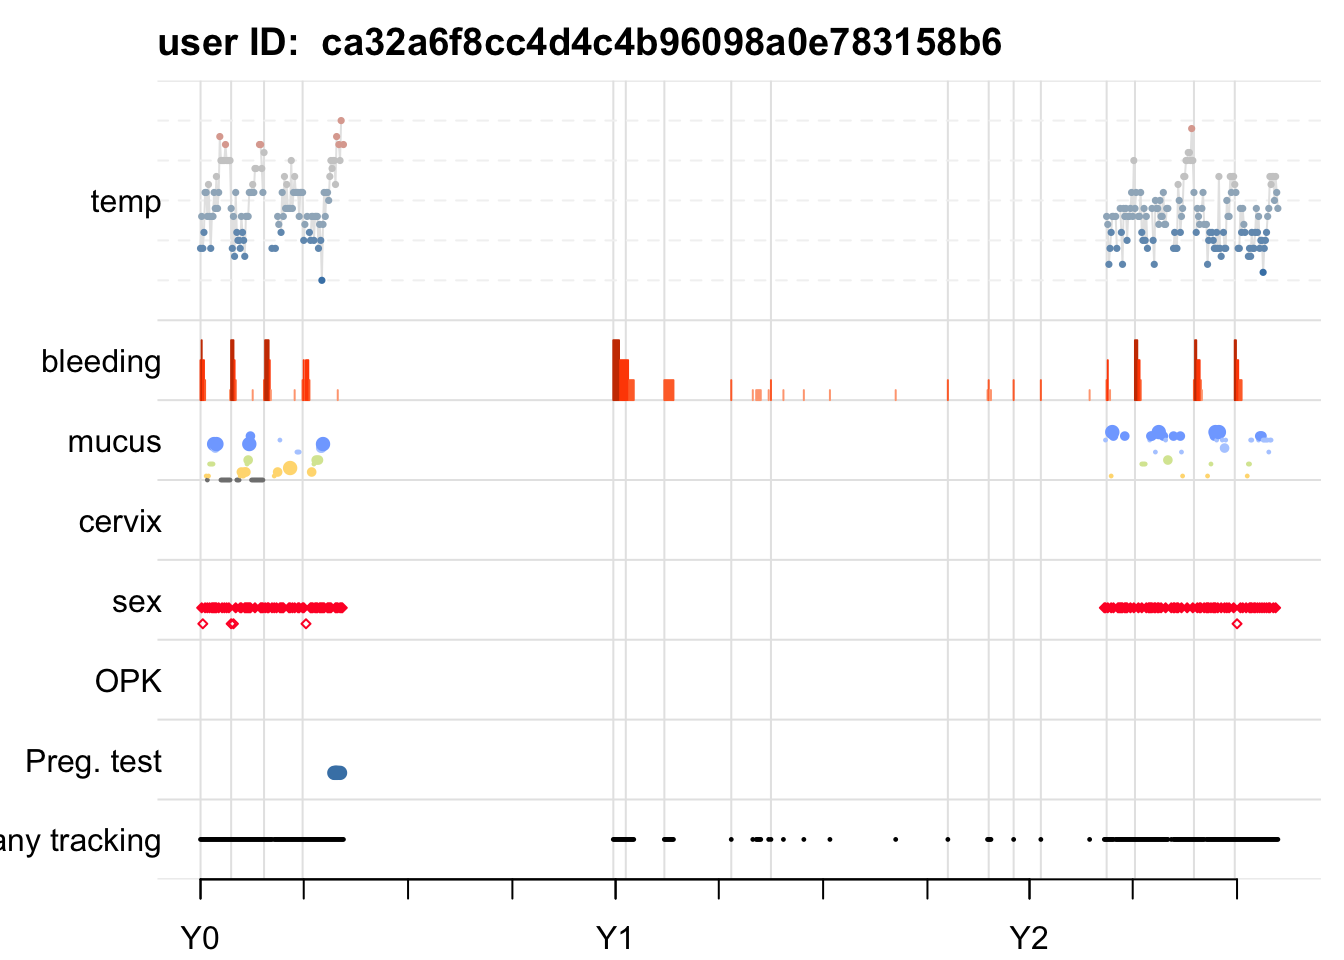 user ID:  ca32a6f8cc4d4c4b96098a0e783158b6
temp
bleeding
mucus
cervix
sex
OPK
Preg. test
any tracking
Y0 Y1 Y2